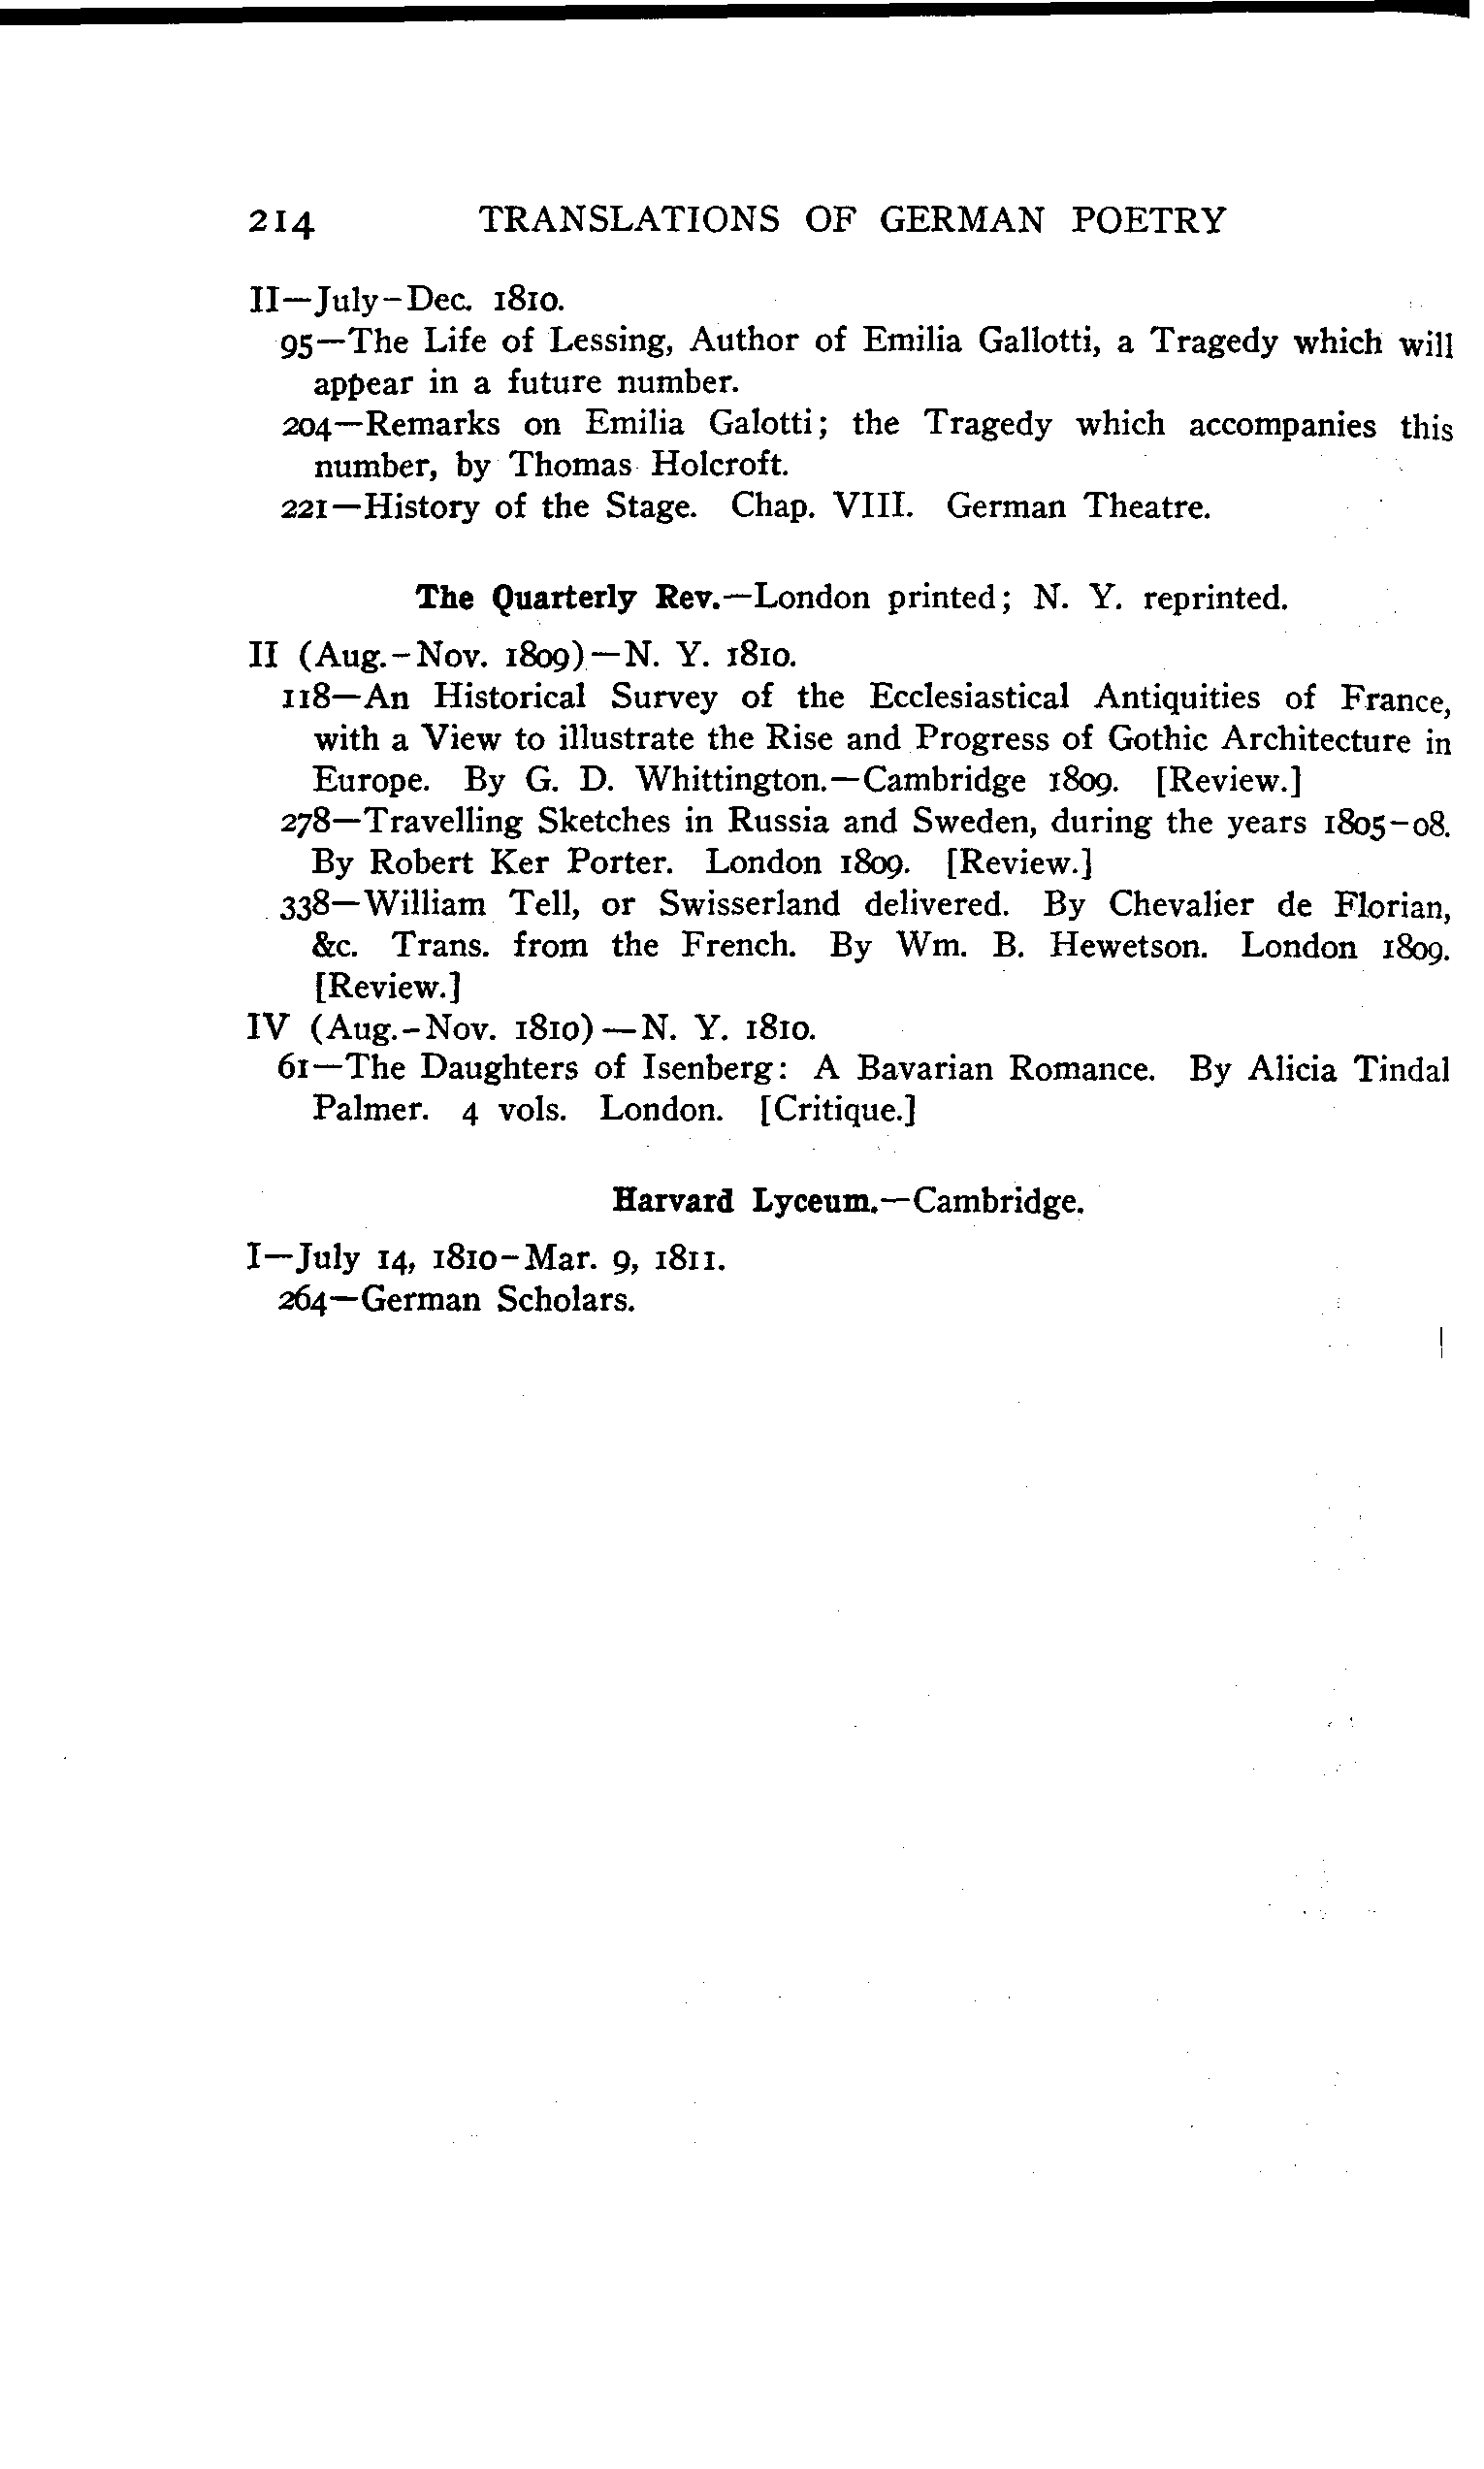 214 TRANSLATIONS OF GERMAN POETRY
II—July–Dec. 1810.
95—The Life of Lessing, Author of Emilia Gallotti, a Tragedy which will
appear in a future number.
204—Remarks on Emilia Galotti; the Tragedy which accompanies this
number, by Thomas Holcroft.
221—History of the Stage. Chap. VIII. German Theatre.
The Quarterly Rev.—London printed; N. Y. reprinted.
II (Aug.–Nov. 1809)—N. Y. 1810.
118—An Historical Survey of the Ecclesiastical Antiquities of France,
with a View to illustrate the Rise and Progress of Gothic Architecture in
Europe. By G. D. Whittington.—Cambridge 1809. [Review.]
278—Travelling Sketches in Russia and Sweden, during the years 1805–08.
By Robert Ker Porter. London 1809. [Review.]
338—William Tell, or Swisserland delivered. By Chevalier de Florian,
&c. Trans. from the French. By Wm. B. Hewetson. London 1809.
[Review.]
IV (Aug.–Nov. 1810)—N. Y. 1810.
61—The Daughters of Isenberg: A Bavarian Romance. By Alicia Tindal
Palmer. 4 vols. London. [Critique.]
Harvard Lyceum.—Cambridge.
I—July 14, 1810–Mar. 9, 1811.
264—German Scholars.